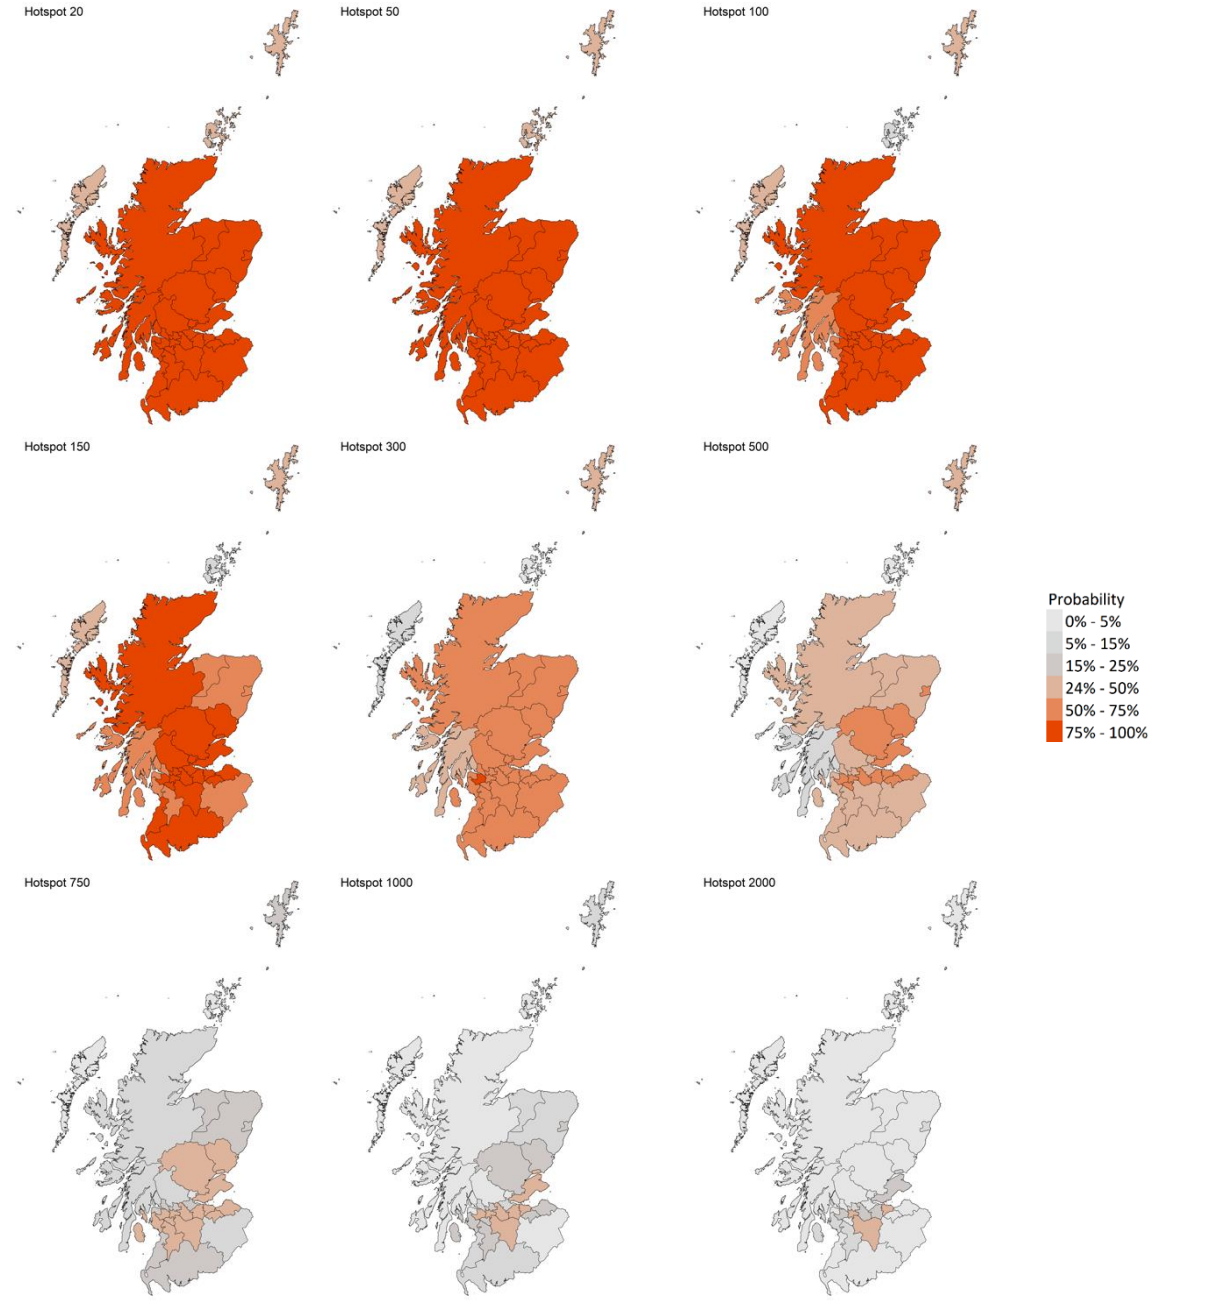 Hotspot 20
Hotspot 50
Hotspot 100
Hotspot 150
Hotspot 300
Hotspot 500
Probability
0% - 5%
5% - 15%
15% - 25%
24% - 50%
50% - 75%
75% - 100%
Hotspot 750
Hotspot 1000
Hotspot 2000